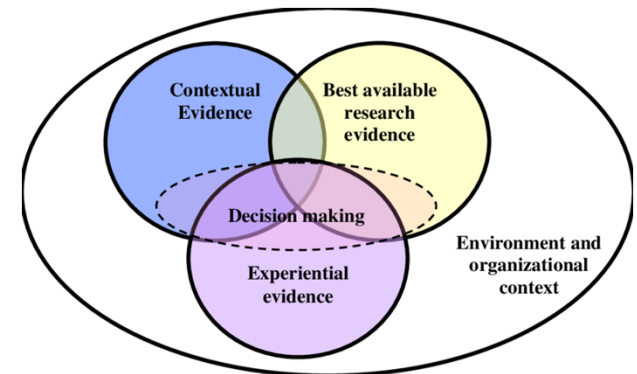 Contextual
Evidence
Best available
research
evidence
Decision making
Experiential
evidence
Environment and
organizational
context